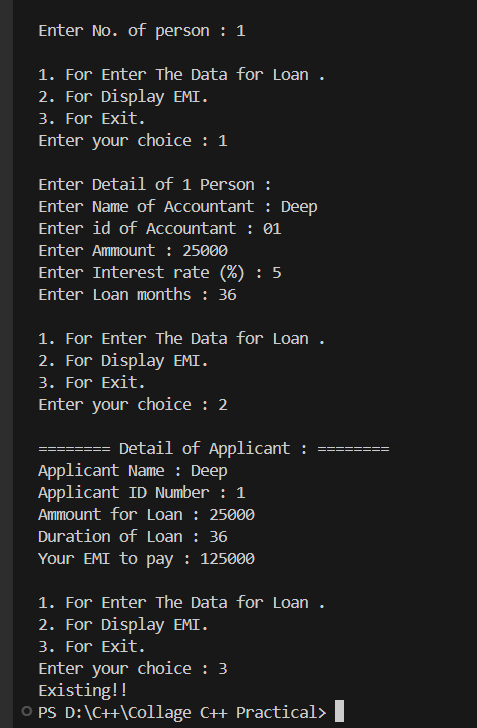 Enter No. of person : 1
1. For Enter The Data for Loan .
2. For Display EMI.
3. For Exit.
Enter your choice : 1
Enter Detail of 1 Person :
Enter Name of Accountant : Deep
Enter id of Accountant : 01
Enter Ammount : 25000
Enter Interest rate (%) : 5
Enter Loan months : 36
1. For Enter The Data for Loan .
2. For Display EMI.
3. For Exit.
Enter your choice : 2
======== Detail of Applicant : ========
Applicant Name : Deep
Applicant ID Number : 1
Ammount for Loan : 25000
Duration of Loan : 36
Your EMI to pay : 125000
1. For Enter The Data for Loan .
2. For Display EMI.
3. For Exit.
Enter your choice : 3
Existing!!
PS D:\C++\Collage C++ Practical>